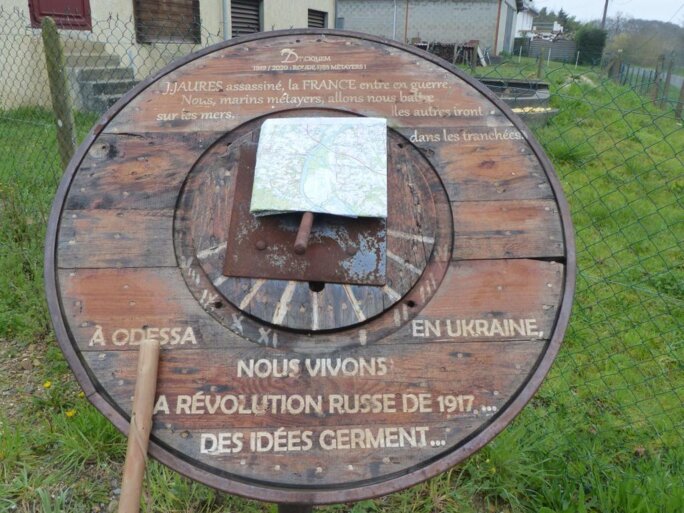 J.JAURES assassiné, la FRANCE entre en guerre.
Nous, marins métayers, allons nous battre
sur les mers, les autres iront
dans les tranchées...
À ODESSA EN UKRAINE,
NOUS VIVONS
A RÉVOLUTION RUSSE DE 1917...
DES IDÉES GERMENT...